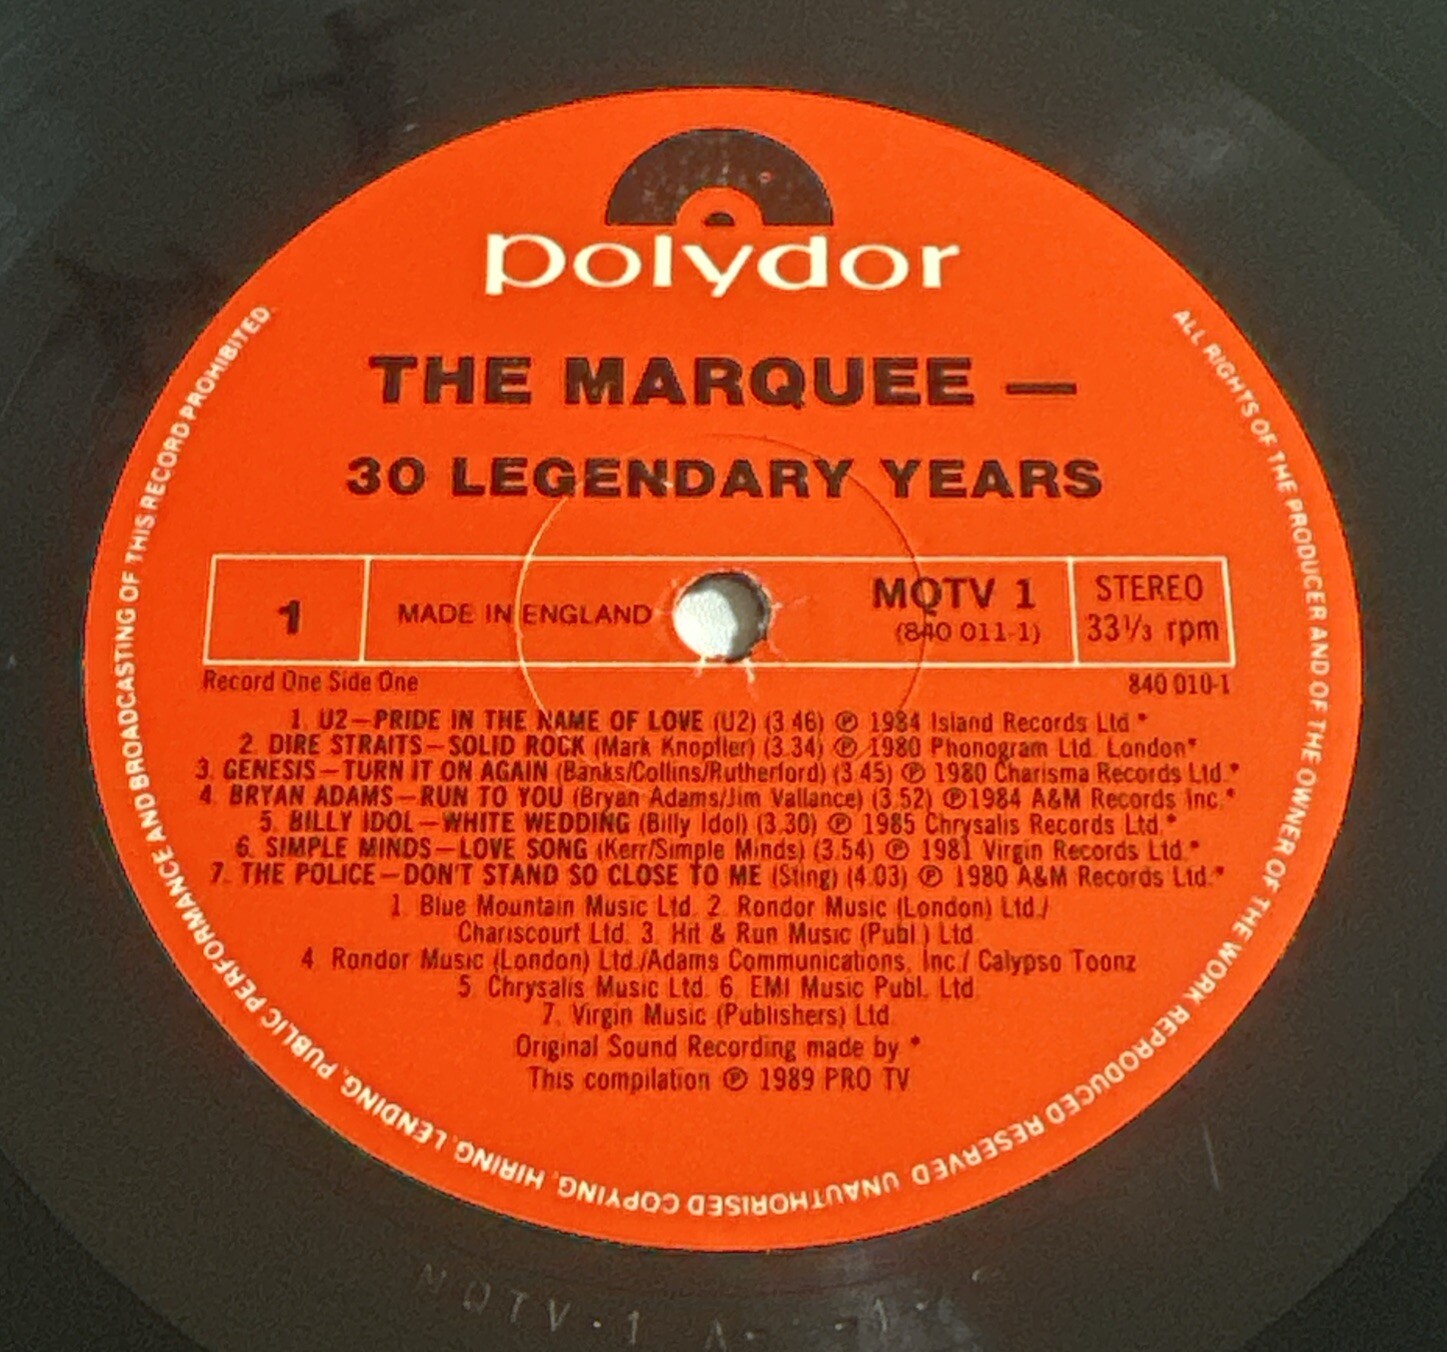 polydor
THE MARQUEE —
30 LEGENDARY YEARS
1
MADE IN ENGLAND
MQTV 1
(840 011-1)
STEREO
33⅓ rpm
Record One Side One
840 010-1
1. U2—PRIDE IN THE NAME OF LOVE (U2) (3.46) ℗ 1984 Island Records Ltd.*
2. DIRE STRAITS—SOLID ROCK (Mark Knopfler) (3.34) ℗ 1980 Phonogram Ltd. London*
3. GENESIS—TURN IT ON AGAIN (Banks/Collins/Rutherford) (3.45) ℗ 1980 Charisma Records Ltd.*
4. BRYAN ADAMS—RUN TO YOU (Bryan Adams/Jim Vallance) (3.52) ℗1984 A&M Records Inc.*
5. BILLY IDOL—WHITE WEDDING (Billy Idol) (3.30) ℗ 1985 Chrysalis Records Ltd.*
6. SIMPLE MINDS—LOVE SONG (Kerr/Simple Minds) (3.54) ℗ 1981 Virgin Records Ltd.*
7. THE POLICE—DON'T STAND SO CLOSE TO ME (Sting) (4.03) ℗ 1980 A&M Records Ltd.*
1. Blue Mountain Music Ltd. 2. Rondor Music (London) Ltd./
Chariscourt Ltd. 3. Hit & Run Music (Publ.) Ltd.
4. Rondor Music (London) Ltd./Adams Communications, Inc./ Calypso Toonz
5. Chrysalis Music Ltd. 6. EMI Music Publ. Ltd.
7. Virgin Music (Publishers) Ltd.
Original Sound Recording made by *
This compilation ℗ 1989 PRO TV
ALL RIGHTS OF THE PRODUCER AND OF THE OWNER OF THE WORK REPRODUCED RESERVED. UNAUTHORISED COPYING, HIRING, LENDING, PUBLIC PERFORMANCE AND BROADCASTING OF THIS RECORD PROHIBITED.
MQTV·1 A-